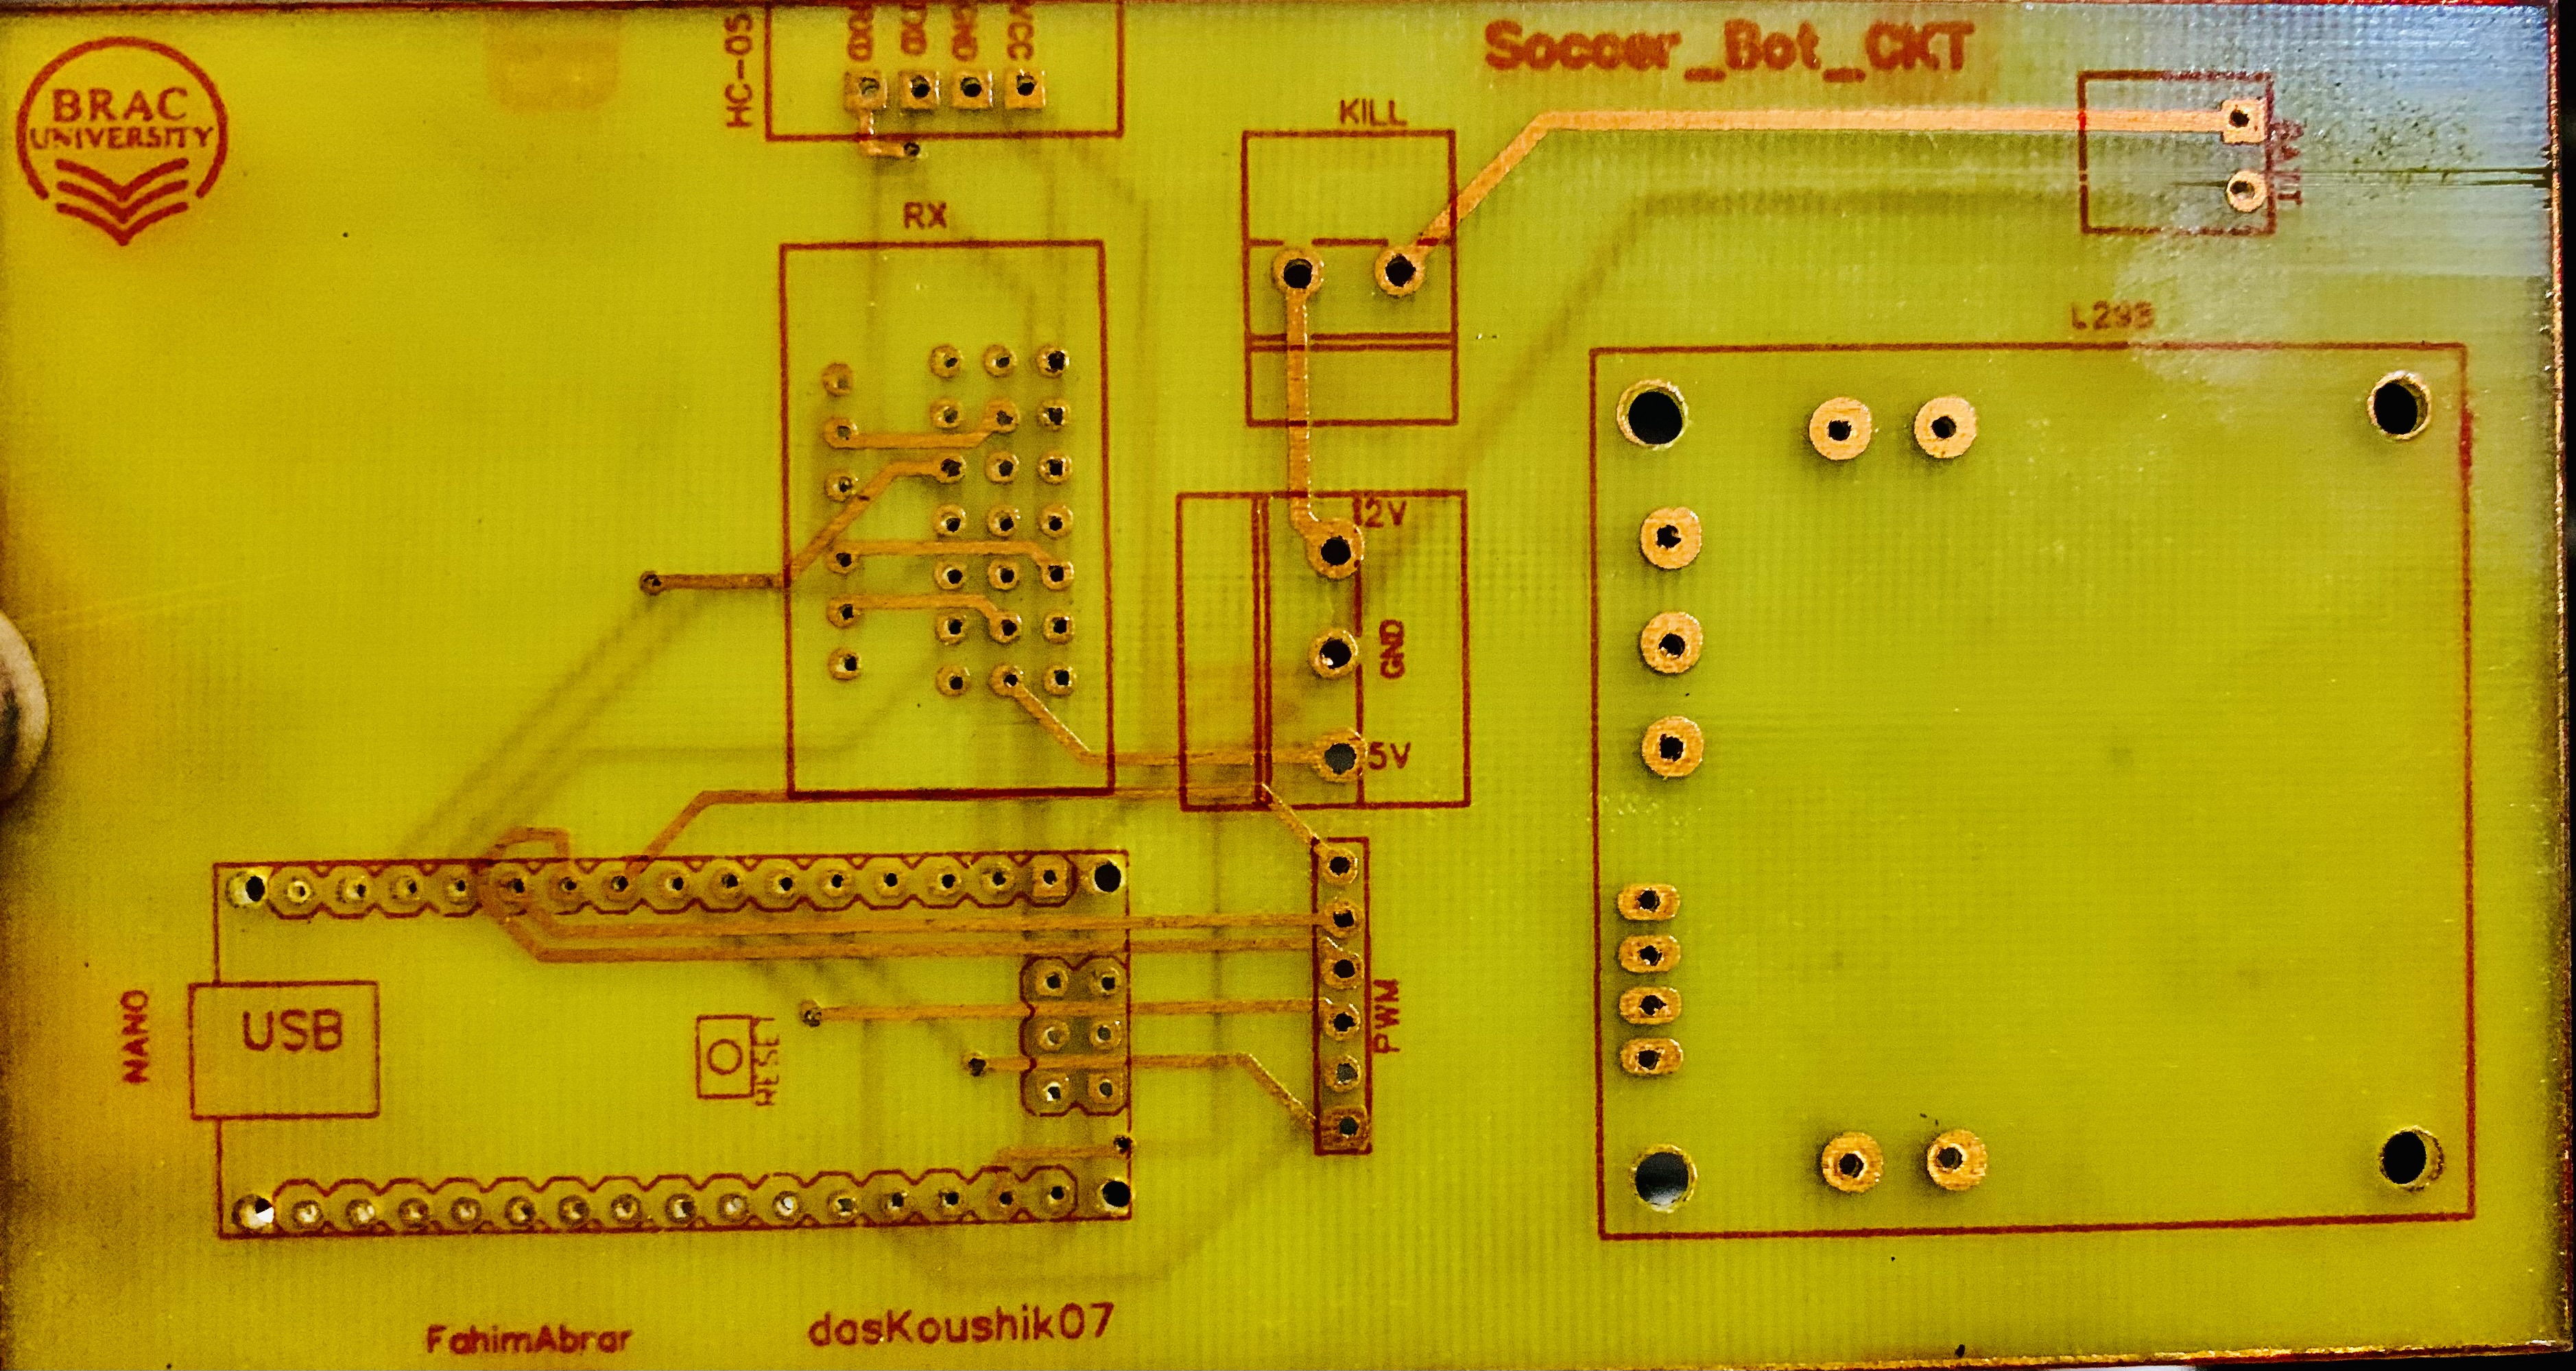 BRAC
UNIVERSITY
HC-05
RXD
TXD
GND
VCC
Soccer_Bot_CKT
KILL
BATT
RX
L293
12V
GND
5V
NANO
USB
RESET
PWM
FahimAbrar
dasKoushik07